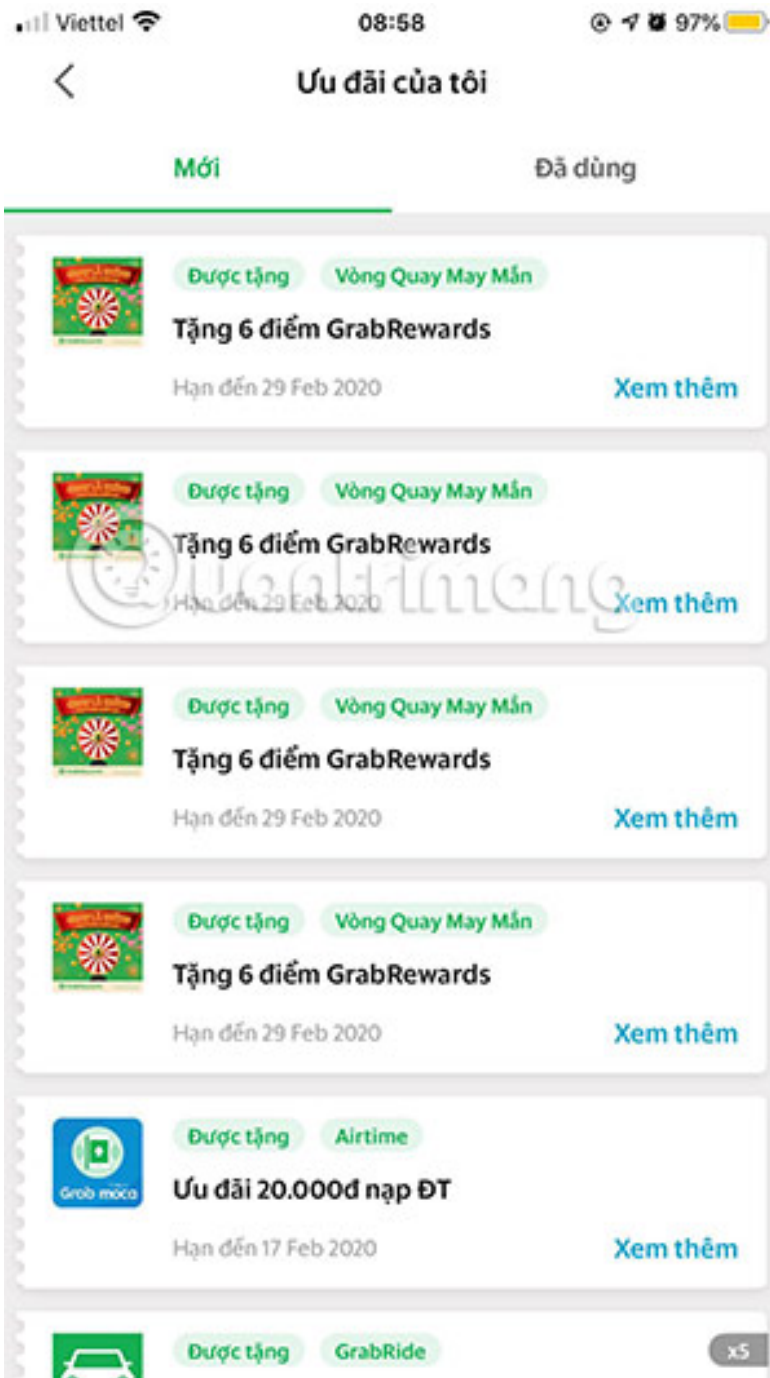 Viettel 08:58 97%
Ưu đãi của tôi
Mới Đã dùng
Được tặng Vòng Quay May Mắn
Tặng 6 điểm GrabRewards
Hạn đến 29 Feb 2020 Xem thêm
Được tặng Vòng Quay May Mắn
Tặng 6 điểm GrabRewards
Quantrimang
Hạn đến 29 Feb 2020 Xem thêm
Được tặng Vòng Quay May Mắn
Tặng 6 điểm GrabRewards
Hạn đến 29 Feb 2020 Xem thêm
Được tặng Vòng Quay May Mắn
Tặng 6 điểm GrabRewards
Hạn đến 29 Feb 2020 Xem thêm
Được tặng Airtime
Grab moca
Ưu đãi 20.000đ nạp ĐT
Hạn đến 17 Feb 2020 Xem thêm
Được tặng GrabRide x5